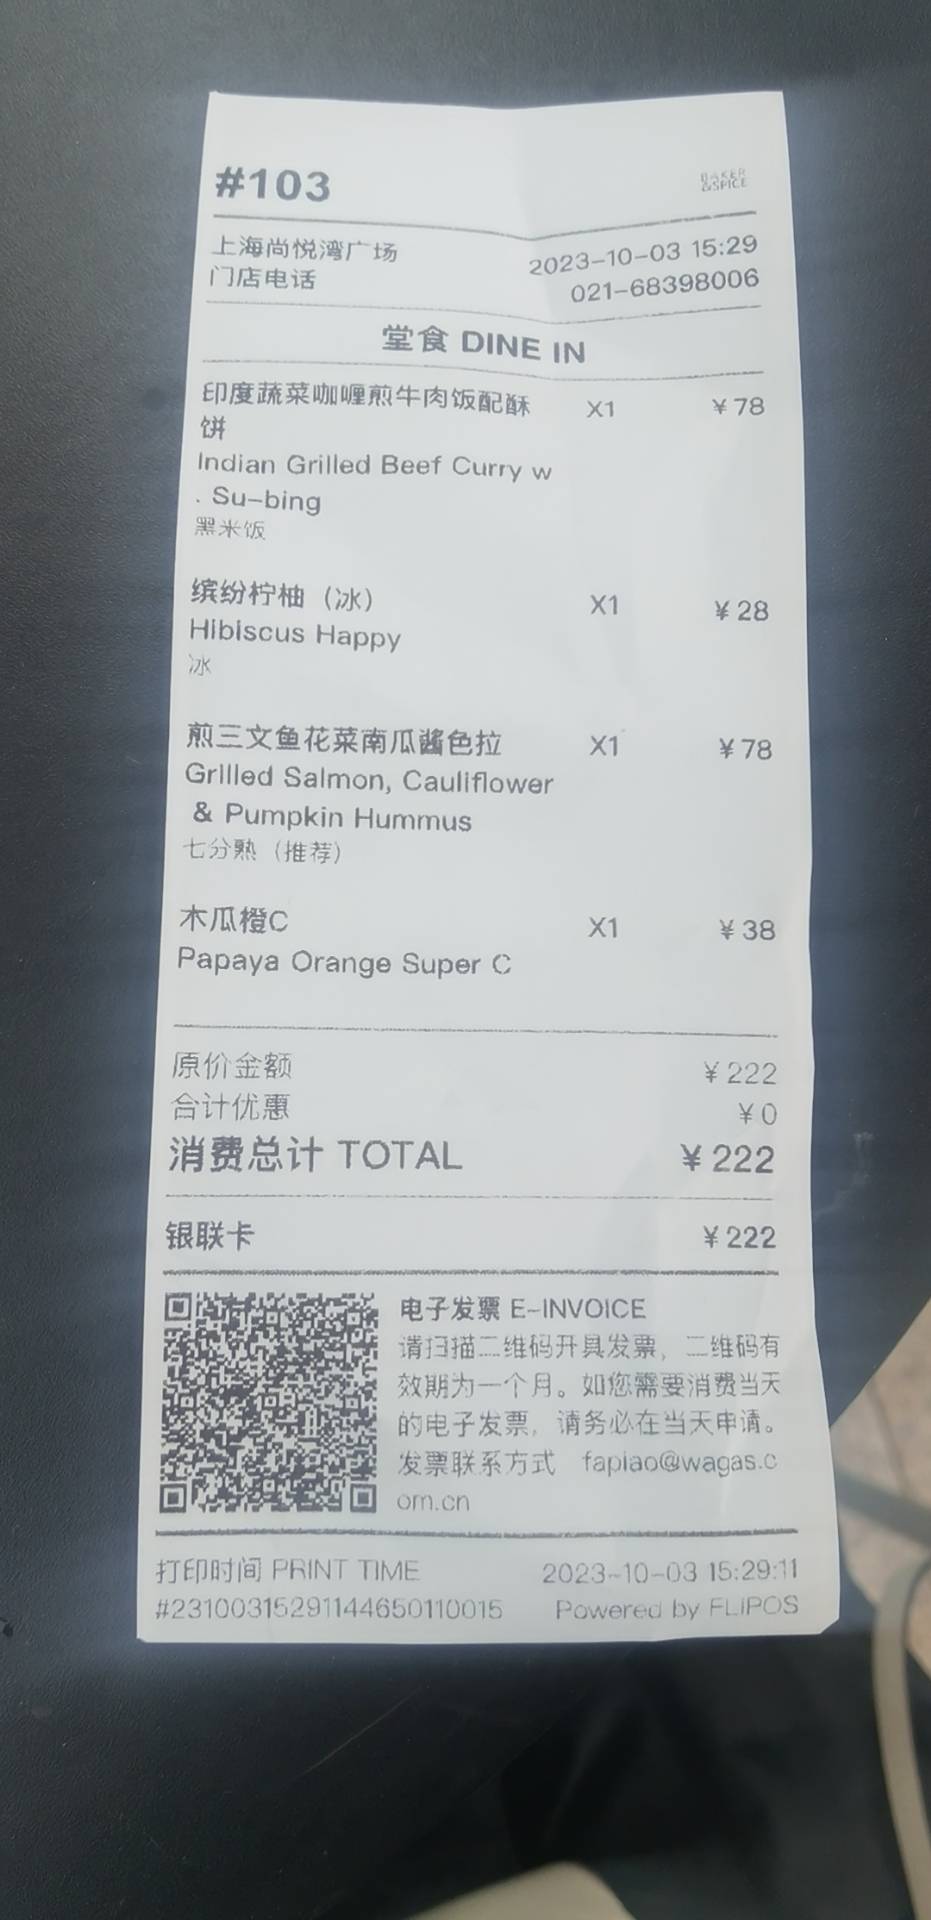 #103
BAKER
&SPICE
上海尚悦湾广场 2023-10-03 15:29
门店电话 021-68398006
堂食 DINE IN
印度蔬菜咖喱煎牛肉饭配酥 X1 ¥78
饼
Indian Grilled Beef Curry w
. Su-bing
黑米饭
缤纷柠柚（冰） X1 ¥28
Hibiscus Happy
冰
煎三文鱼花菜南瓜酱色拉 X1 ¥78
Grilled Salmon, Cauliflower
& Pumpkin Hummus
七分熟（推荐）
木瓜橙C X1 ¥38
Papaya Orange Super C
原价金额 ¥222
合计优惠 ¥0
消费总计 TOTAL ¥222
银联卡 ¥222
电子发票 E-INVOICE
请扫描二维码开具发票，二维码有
效期为一个月。如您需要消费当天
的电子发票，请务必在当天申请。
发票联系方式 fapiao@wagas.c
om.cn
打印时间 PRINT TIME 2023-10-03 15:29:11
#23100315291144650110015 Powered by FLIPOS